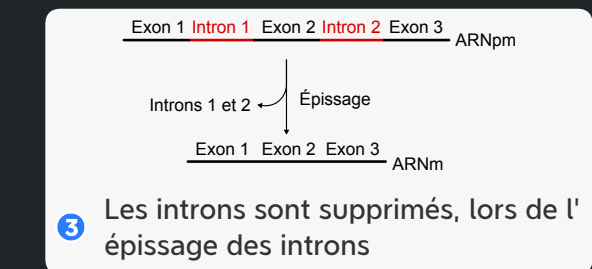 Exon 1 Intron 1 Exon 2 Intron 2 Exon 3
ARNpm
Introns 1 et 2
Épissage
Exon 1 Exon 2 Exon 3
ARNm
3
Les introns sont supprimés, lors de l'
épissage des introns